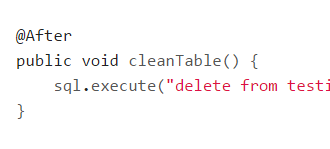 @After
public void cleanTable() {
    sql.execute("delete from testi
}